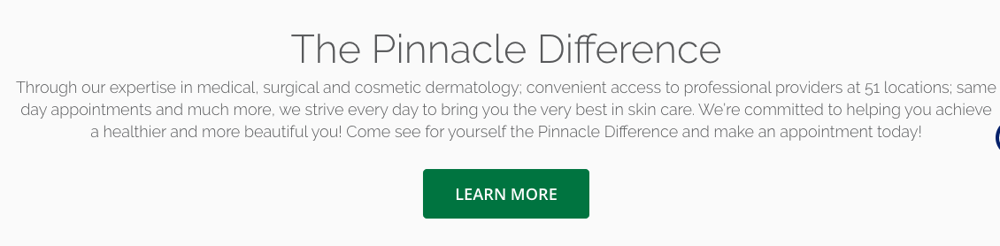 The Pinnacle Difference
Through our expertise in medical, surgical and cosmetic dermatology; convenient access to professional providers at 51 locations; same
day appointments and much more, we strive every day to bring you the very best in skin care. We're committed to helping you achieve
a healthier and more beautiful you! Come see for yourself the Pinnacle Difference and make an appointment today!
LEARN MORE